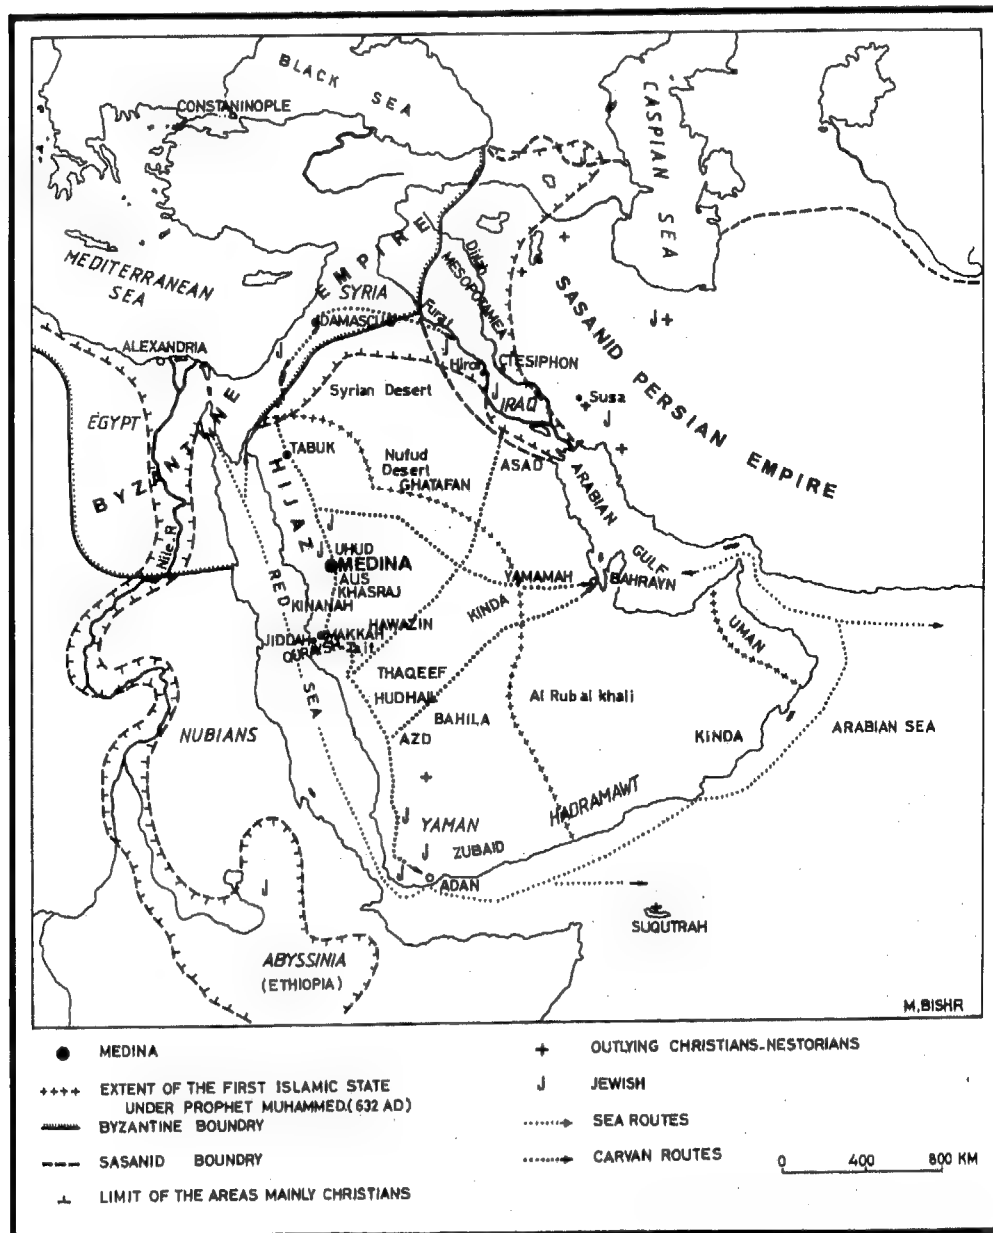 BLACK SEA
CONSTANINOPLE
CASPIAN SEA
MEDITERRANEAN
SEA
BYZANTINE EMPIRE
SYRIA
DAMASCUS
MESOPOTAMEA
Furat
SASANID PERSIAN EMPIRE
ALEXANDRIA
Hira
CTESIPHON
Syrian Desert
IRAQ
Susa
EGYPT
TABUK
Nufud
Desert
GHATAFAN
ASAD
ARABIAN GULF
HIJAZ
Nile.R
UHUD
MEDINA
AUS
KHASRAJ
YAMAMAH
BAHRAYN
KINANAH
KINDA
RED SEA
HAWAZIN
JIDDAH
MAKKAH
QURAISH
UMAN
THAQEEF
HUDHAIL
Al Rub al khali
BAHILA
NUBIANS
AZD
KINDA
ARABIAN SEA
HADRAMAWT
YAMAN
ZUBAID
ADAN
SUQUTRAH
ABYSSINIA
(ETHIOPIA)
M.BISHR
MEDINA
EXTENT OF THE FIRST ISLAMIC STATE
UNDER PROPHET MUHAMMED.(632 AD)
BYZANTINE BOUNDRY
SASANID BOUNDRY
LIMIT OF THE AREAS MAINLY CHRISTIANS
OUTLYING CHRISTIANS-NESTORIANS
J JEWISH
SEA ROUTES
CARVAN ROUTES
0 400 800 KM